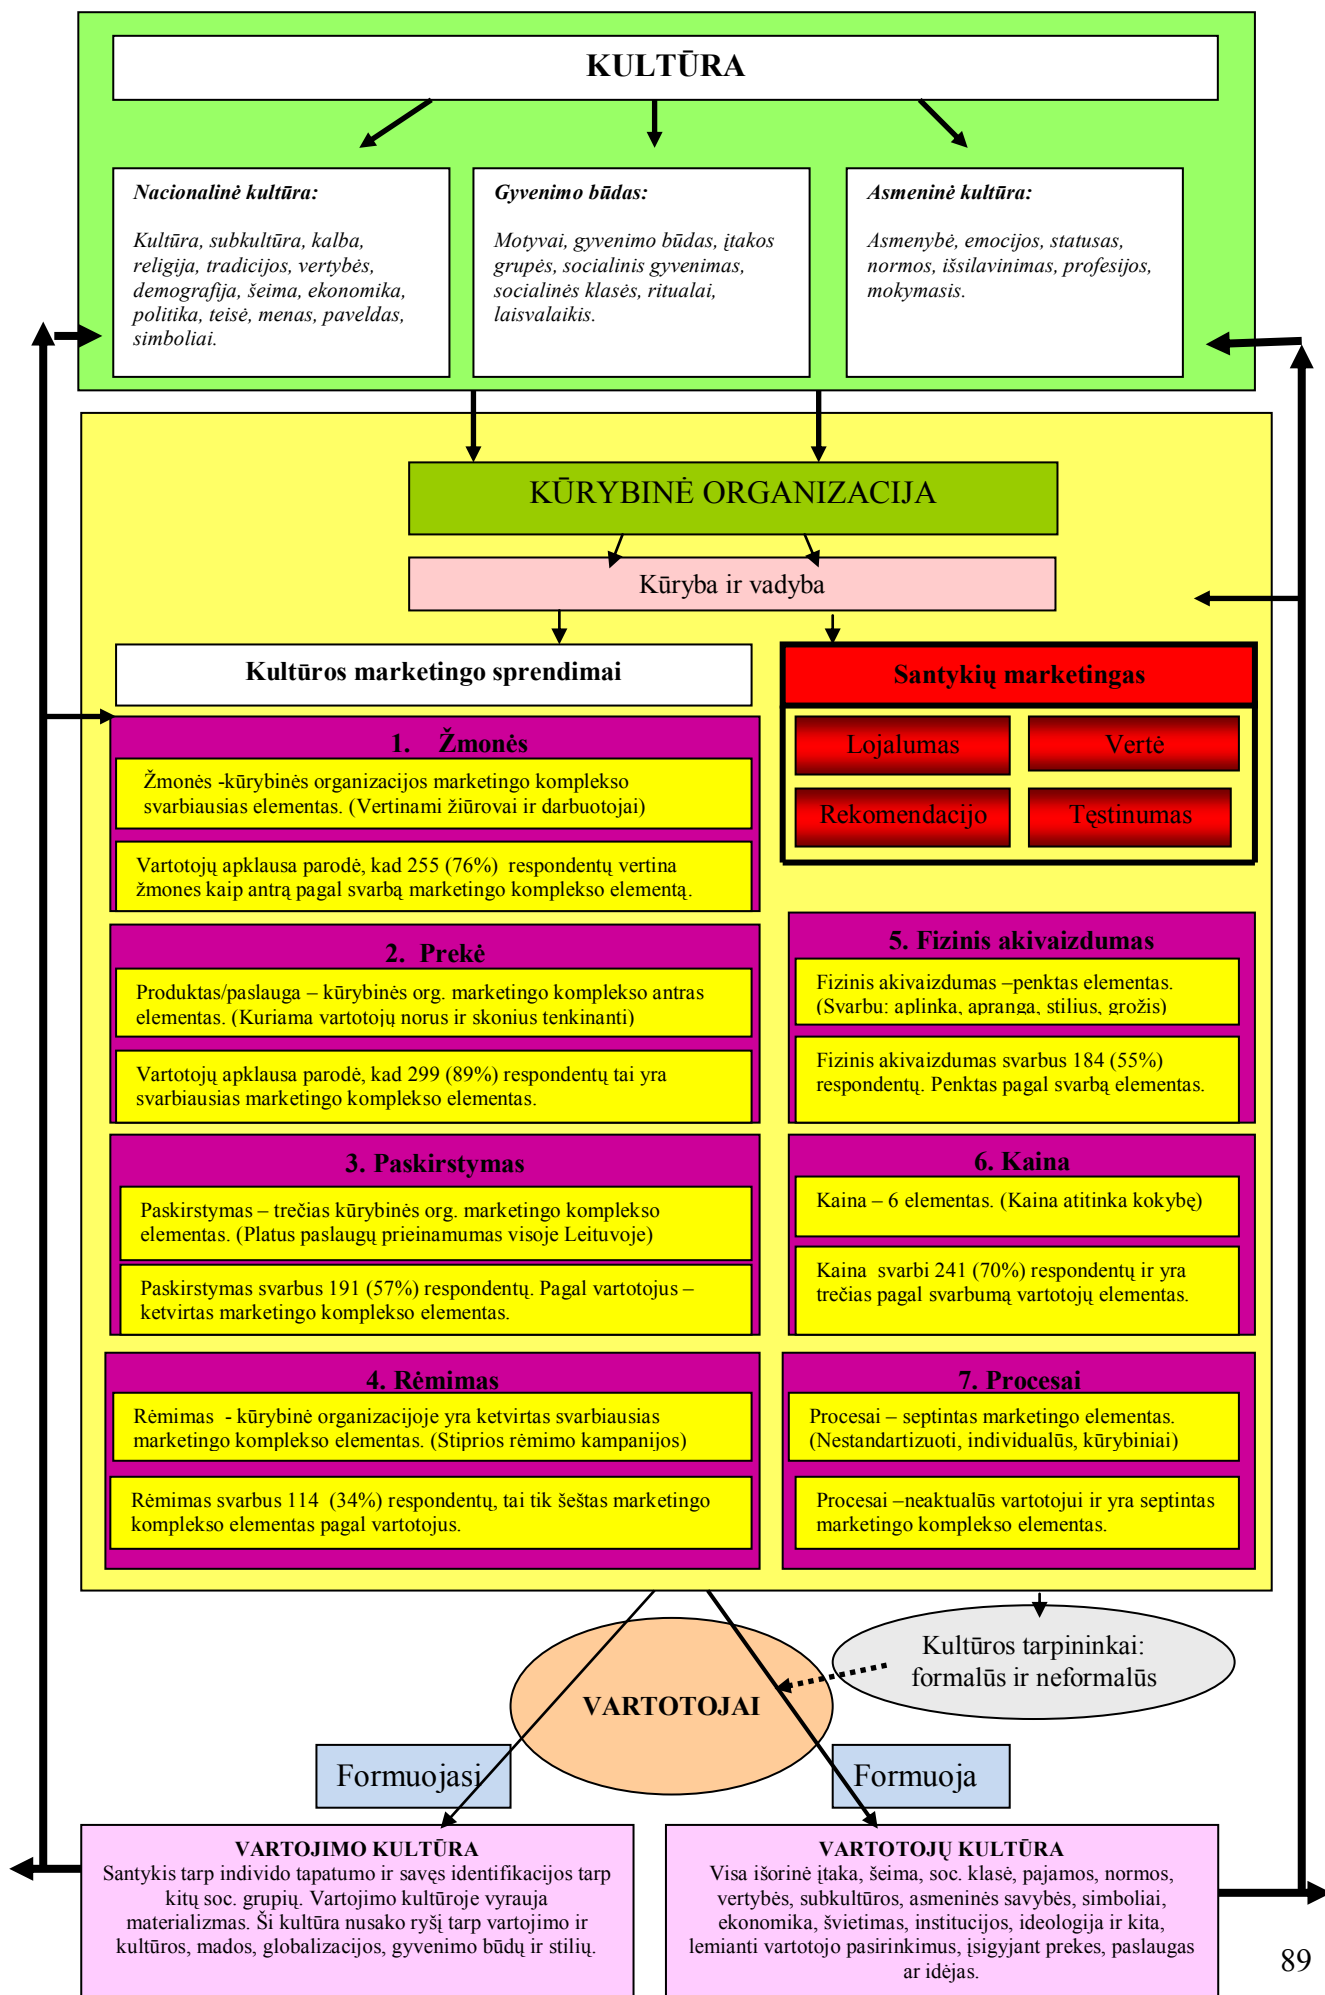 KULTŪRA
Nacionalinė kultūra:
Kultūra, subkultūra, kalba,
religija, tradicijos, vertybės,
demografija, šeima, ekonomika,
politika, teisė, menas, paveldas,
simboliai.
Gyvenimo būdas:
Motyvai, gyvenimo būdas, įtakos
grupės, socialinis gyvenimas,
socialinės klasės, ritualai,
laisvalaikis.
Asmeninė kultūra:
Asmenybė, emocijos, statusas,
normos, išsilavinimas, profesijos,
mokymasis.
KŪRYBINĖ ORGANIZACIJA
Kūryba ir vadyba
Kultūros marketingo sprendimai
1. Žmonės
Žmonės -kūrybinės organizacijos marketingo komplekso
svarbiausias elementas. (Vertinami žiūrovai ir darbuotojai)
Vartotojų apklausa parodė, kad 255 (76%) respondentų vertina
žmones kaip antrą pagal svarbą marketingo komplekso elementą.
2. Prekė
Produktas/paslauga – kūrybinės org. marketingo komplekso antras
elementas. (Kuriama vartotojų norus ir skonius tenkinanti)
Vartotojų apklausa parodė, kad 299 (89%) respondentų tai yra
svarbiausias marketingo komplekso elementas.
3. Paskirstymas
Paskirstymas – trečias kūrybinės org. marketingo komplekso
elementas. (Platus paslaugų prieinamumas visoje Leituvoje)
Paskirstymas svarbus 191 (57%) respondentų. Pagal vartotojus –
ketvirtas marketingo komplekso elementas.
4. Rėmimas
Rėmimas - kūrybinė organizacijoje yra ketvirtas svarbiausias
marketingo komplekso elementas. (Stiprios rėmimo kampanijos)
Rėmimas svarbus 114 (34%) respondentų, tai tik šeštas marketingo
komplekso elementas pagal vartotojus.
Santykių marketingas
Lojalumas
Vertė
Rekomendacijo
Tęstinumas
5. Fizinis akivaizdumas
Fizinis akivaizdumas –penktas elementas.
(Svarbu: aplinka, apranga, stilius, grožis)
Fizinis akivaizdumas svarbus 184 (55%)
respondentų. Penktas pagal svarbą elementas.
6. Kaina
Kaina – 6 elementas. (Kaina atitinka kokybę)
Kaina svarbi 241 (70%) respondentų ir yra
trečias pagal svarbumą vartotojų elementas.
7. Procesai
Procesai – septintas marketingo elementas.
(Nestandartizuoti, individualūs, kūrybiniai)
Procesai –neaktualūs vartotojui ir yra septintas
marketingo komplekso elementas.
Kultūros tarpininkai:
formalūs ir neformalūs
VARTOTOJAI
Formuojasi
Formuoja
VARTOJIMO KULTŪRA
Santykis tarp individo tapatumo ir savęs identifikacijos tarp
kitų soc. grupių. Vartojimo kultūroje vyrauja
materializmas. Ši kultūra nusako ryšį tarp vartojimo ir
kultūros, mados, globalizacijos, gyvenimo būdų ir stilių.
VARTOTOJŲ KULTŪRA
Visa išorinė įtaka, šeima, soc. klasė, pajamos, normos,
vertybės, subkultūros, asmeninės savybės, simboliai,
ekonomika, švietimas, institucijos, ideologija ir kita,
lemianti vartotojo pasirinkimus, įsigyjant prekes, paslaugas
ar idėjas.
89